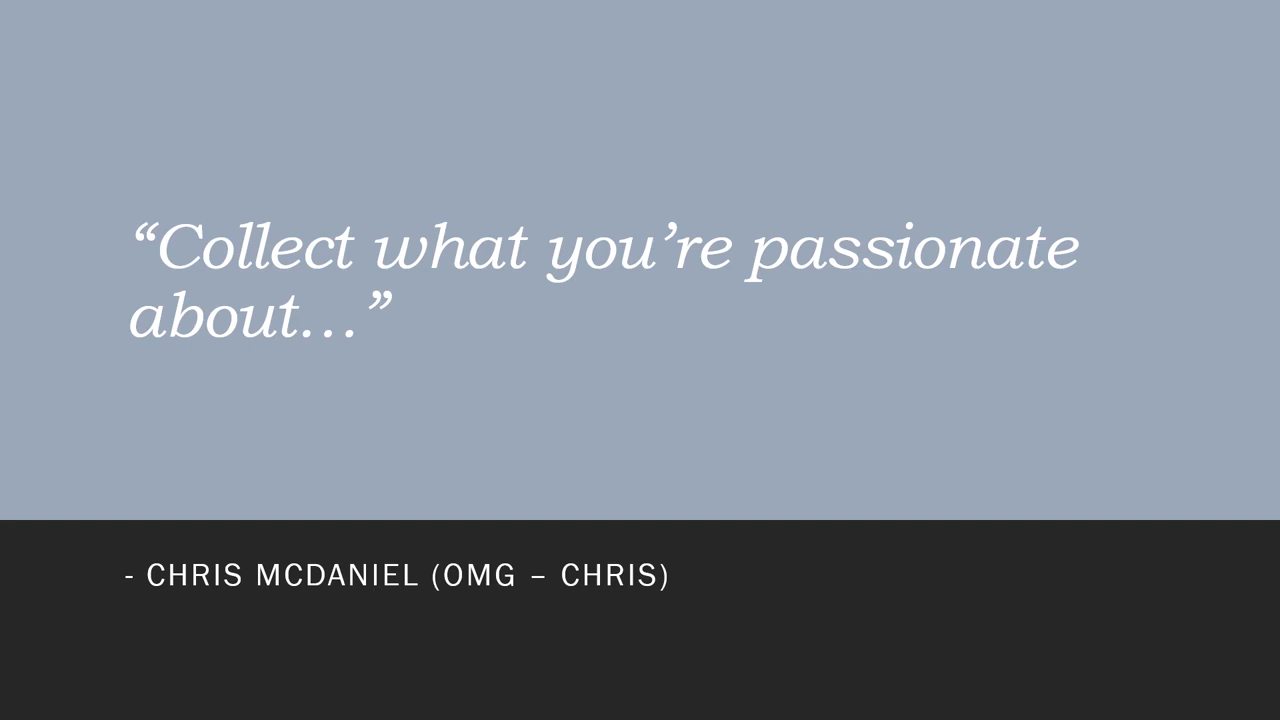 “Collect what you’re passionate
about…”
- CHRIS MCDANIEL (OMG – CHRIS)